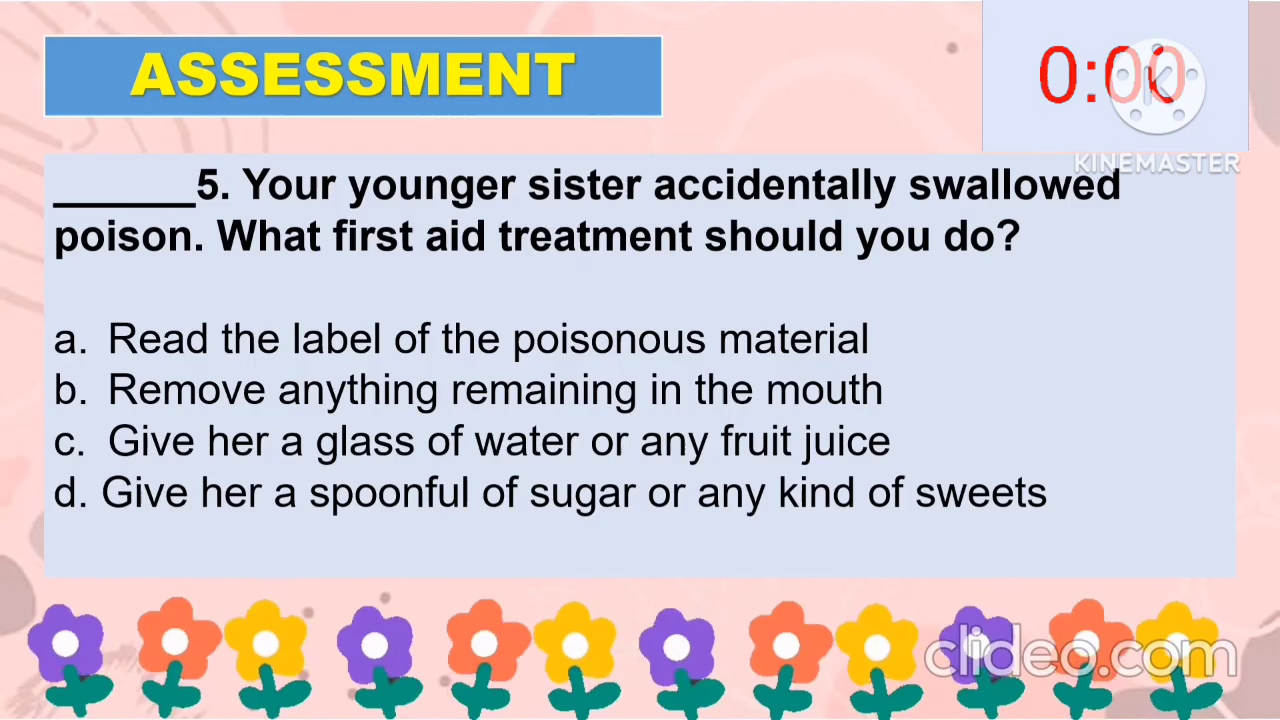 ASSESSMENT
0:00
KINEMASTER
______5. Your younger sister accidentally swallowed
poison. What first aid treatment should you do?
a. Read the label of the poisonous material
b. Remove anything remaining in the mouth
c. Give her a glass of water or any fruit juice
d. Give her a spoonful of sugar or any kind of sweets
clideo.com